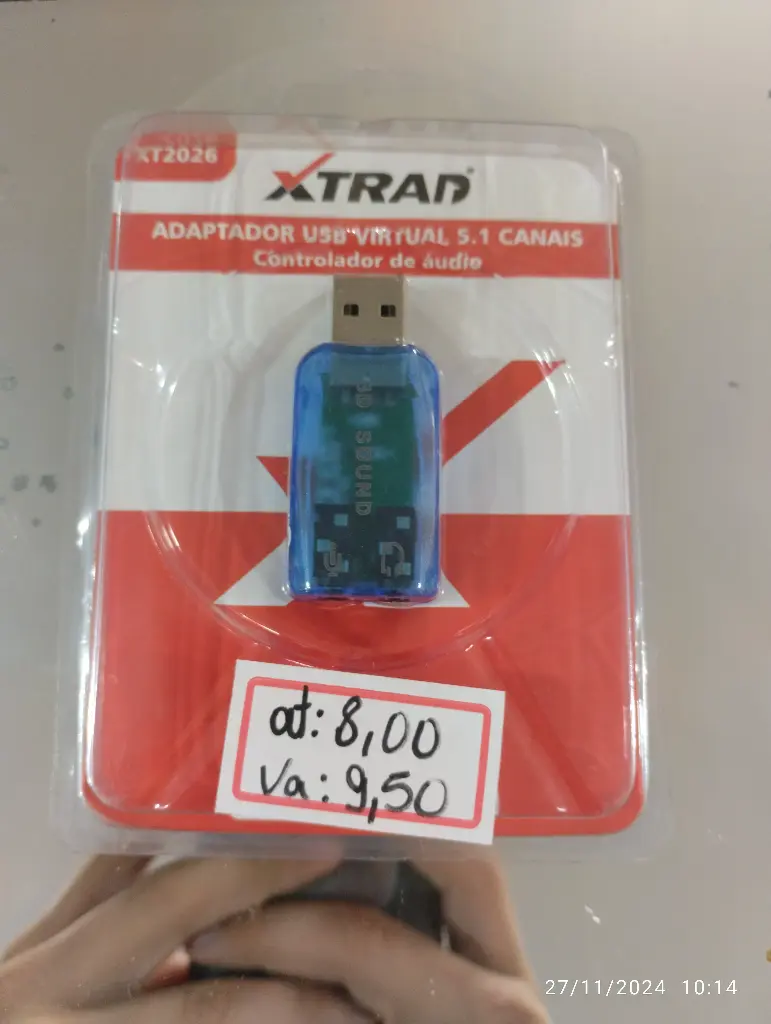 XT2026
XTRAD
ADAPTADOR USB VIRTUAL 5.1 CANAIS
Controlador de áudio
SOUND
at: 8,00
Va: 9,50
27/11/2024 10:14